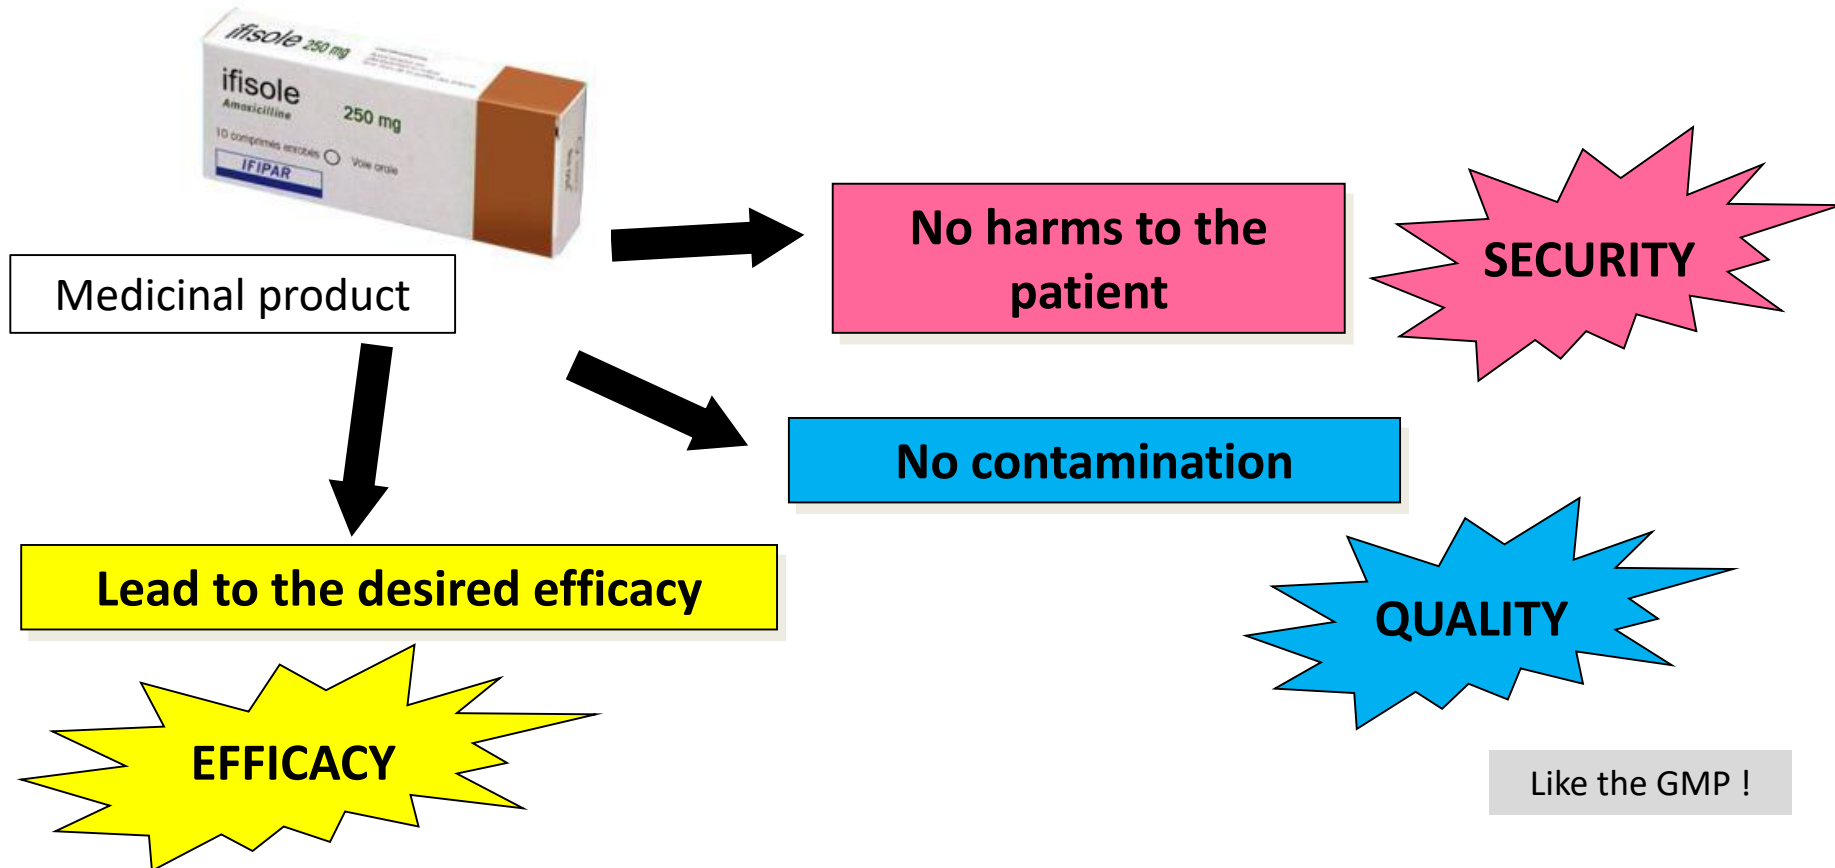 ifisole 250 mg
ifisole
Amoxicilline
250 mg
10 comprimés enrobés
Voie orale
IFIPAR
Medicinal product
No harms to the
patient
SECURITY
No contamination
QUALITY
Lead to the desired efficacy
EFFICACY
Like the GMP !